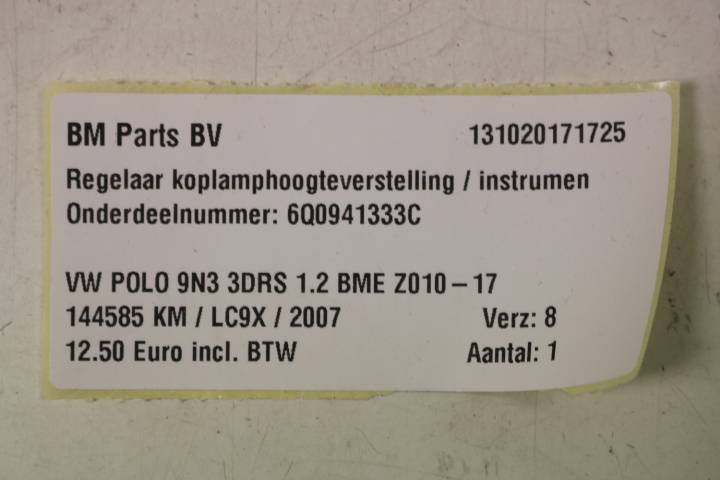 BM Parts BV 131020171725
Regelaar koplamphoogteverstelling / instrumen
Onderdeelnummer: 6Q0941333C
VW POLO 9N3 3DRS 1.2 BME Z010-17
144585 KM / LC9X / 2007 Verz: 8
12.50 Euro incl. BTW Aantal: 1